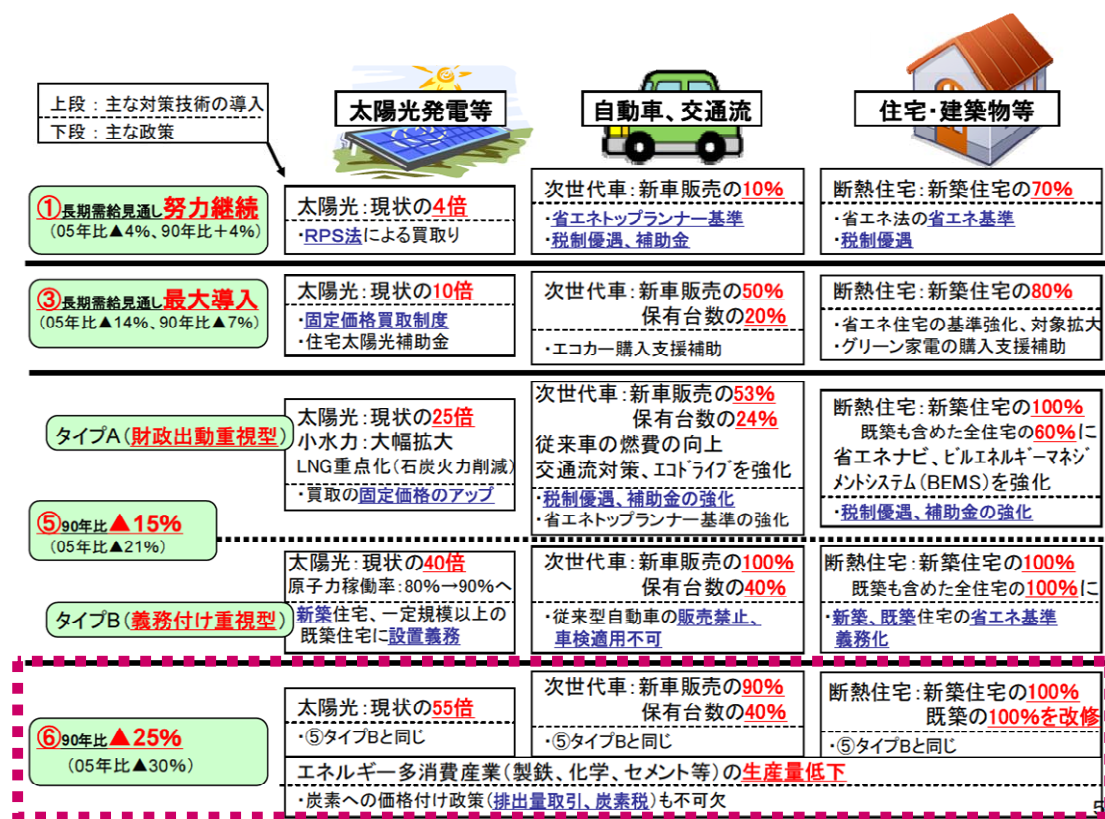 上段：主な対策技術の導入
下段：主な政策
太陽光発電等
自動車、交通流
住宅・建築物等
①長期需給見通し努力継続
(05年比▲4%、90年比＋4%)
太陽光：現状の4倍
・RPS法による買取り
次世代車：新車販売の10%
・省エネトップランナー基準
・税制優遇、補助金
断熱住宅：新築住宅の70%
・省エネ法の省エネ基準
・税制優遇
③長期需給見通し最大導入
(05年比▲14%、90年比▲7%)
太陽光：現状の10倍
・固定価格買取制度
・住宅太陽光補助金
次世代車：新車販売の50%
保有台数の20%
・エコカー購入支援補助
断熱住宅：新築住宅の80%
・省エネ住宅の基準強化、対象拡大
・グリーン家電の購入支援補助
⑤90年比▲15%
(05年比▲21%)
タイプA(財政出動重視型)
太陽光：現状の25倍
小水力：大幅拡大
LNG重点化(石炭火力削減)
・買取の固定価格のアップ
次世代車：新車販売の53%
保有台数の24%
従来車の燃費の向上
交通流対策、エコドライブを強化
・税制優遇、補助金の強化
・省エネトップランナー基準の強化
断熱住宅：新築住宅の100%
既築も含めた全住宅の60%に
省エネナビ、ビルエネルギーマネジ
メントシステム(BEMS)を強化
・税制優遇、補助金の強化
タイプB(義務付け重視型)
太陽光：現状の40倍
原子力稼働率：80%→90%へ
新築住宅、一定規模以上の
既築住宅に設置義務
次世代車：新車販売の100%
保有台数の40%
・従来型自動車の販売禁止、
車検適用不可
断熱住宅：新築住宅の100%
既築も含めた全住宅の100%に
・新築、既築住宅の省エネ基準
義務化
⑥90年比▲25%
(05年比▲30%)
太陽光：現状の55倍
・⑤タイプBと同じ
次世代車：新車販売の90%
保有台数の40%
・⑤タイプBと同じ
断熱住宅：新築住宅の100%
既築の100%を改修
・⑤タイプBと同じ
エネルギー多消費産業(製鉄、化学、セメント等)の生産量低下
・炭素への価格付け政策(排出量取引、炭素税)も不可欠
5